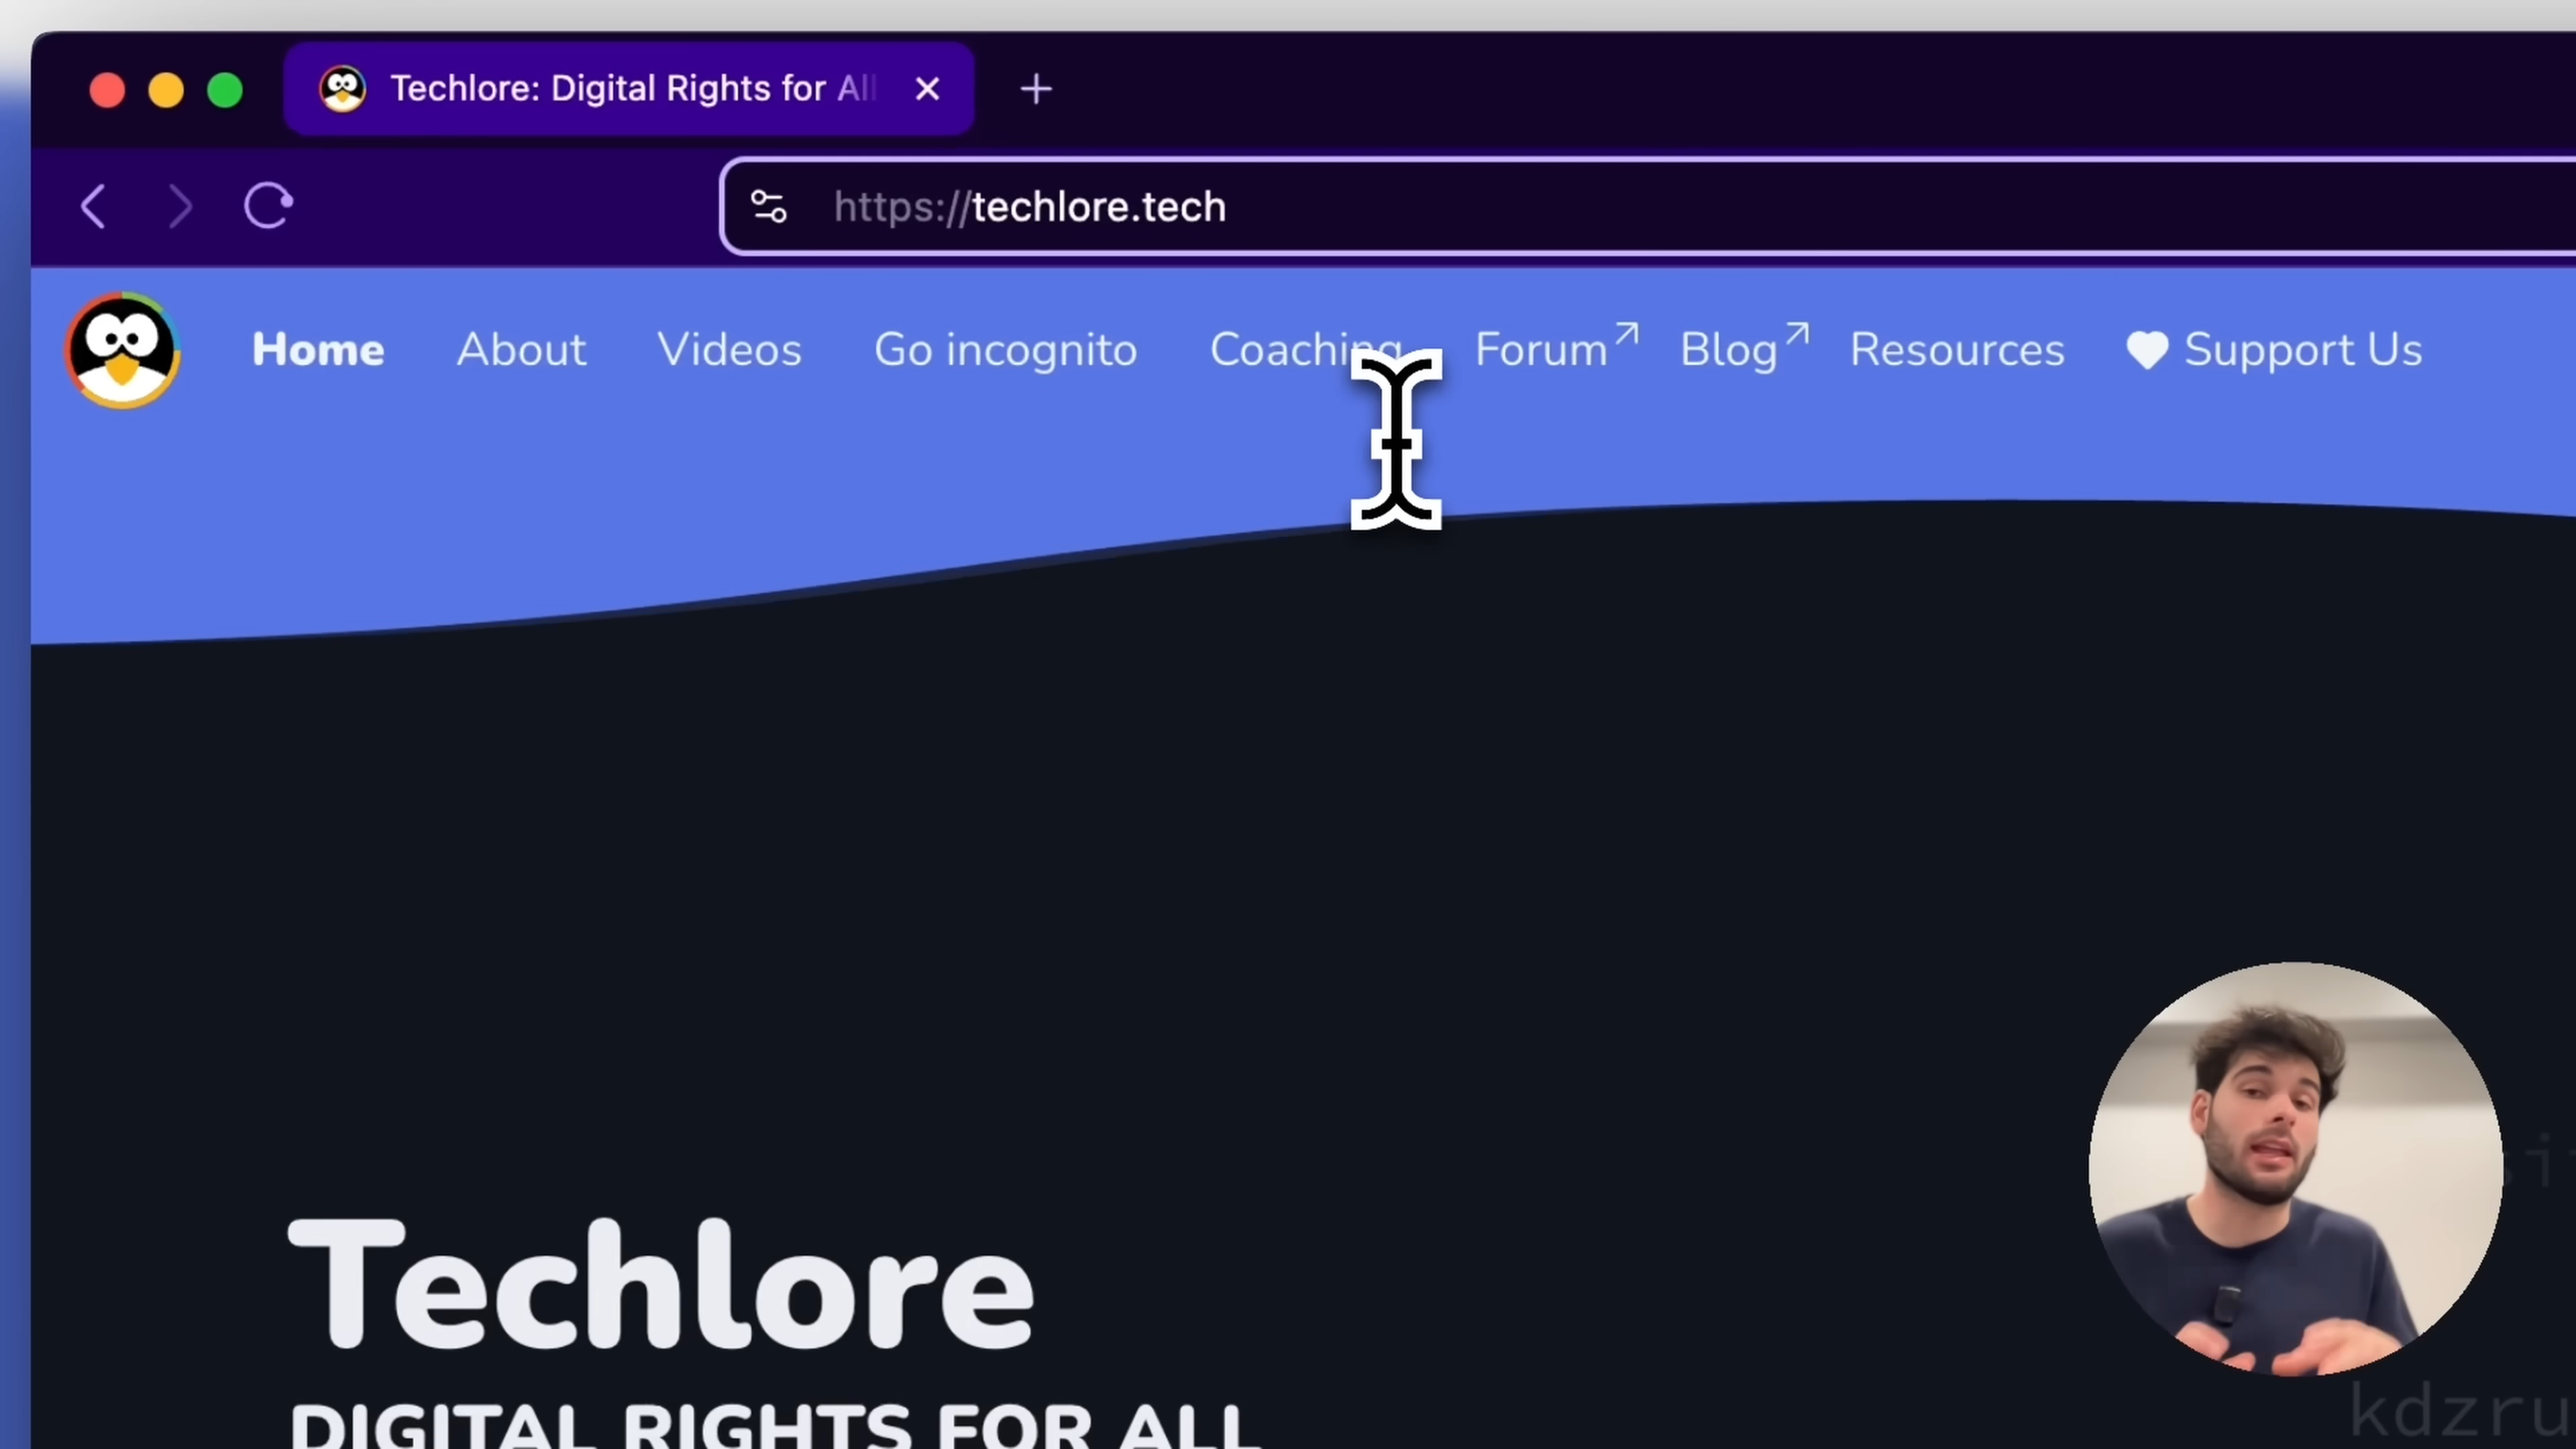 Techlore: Digital Rights for All
https://techlore.tech
Home About Videos Go incognito Coaching Forum Blog Resources Support Us
Techlore
DIGITAL RIGHTS FOR ALL
kdzru